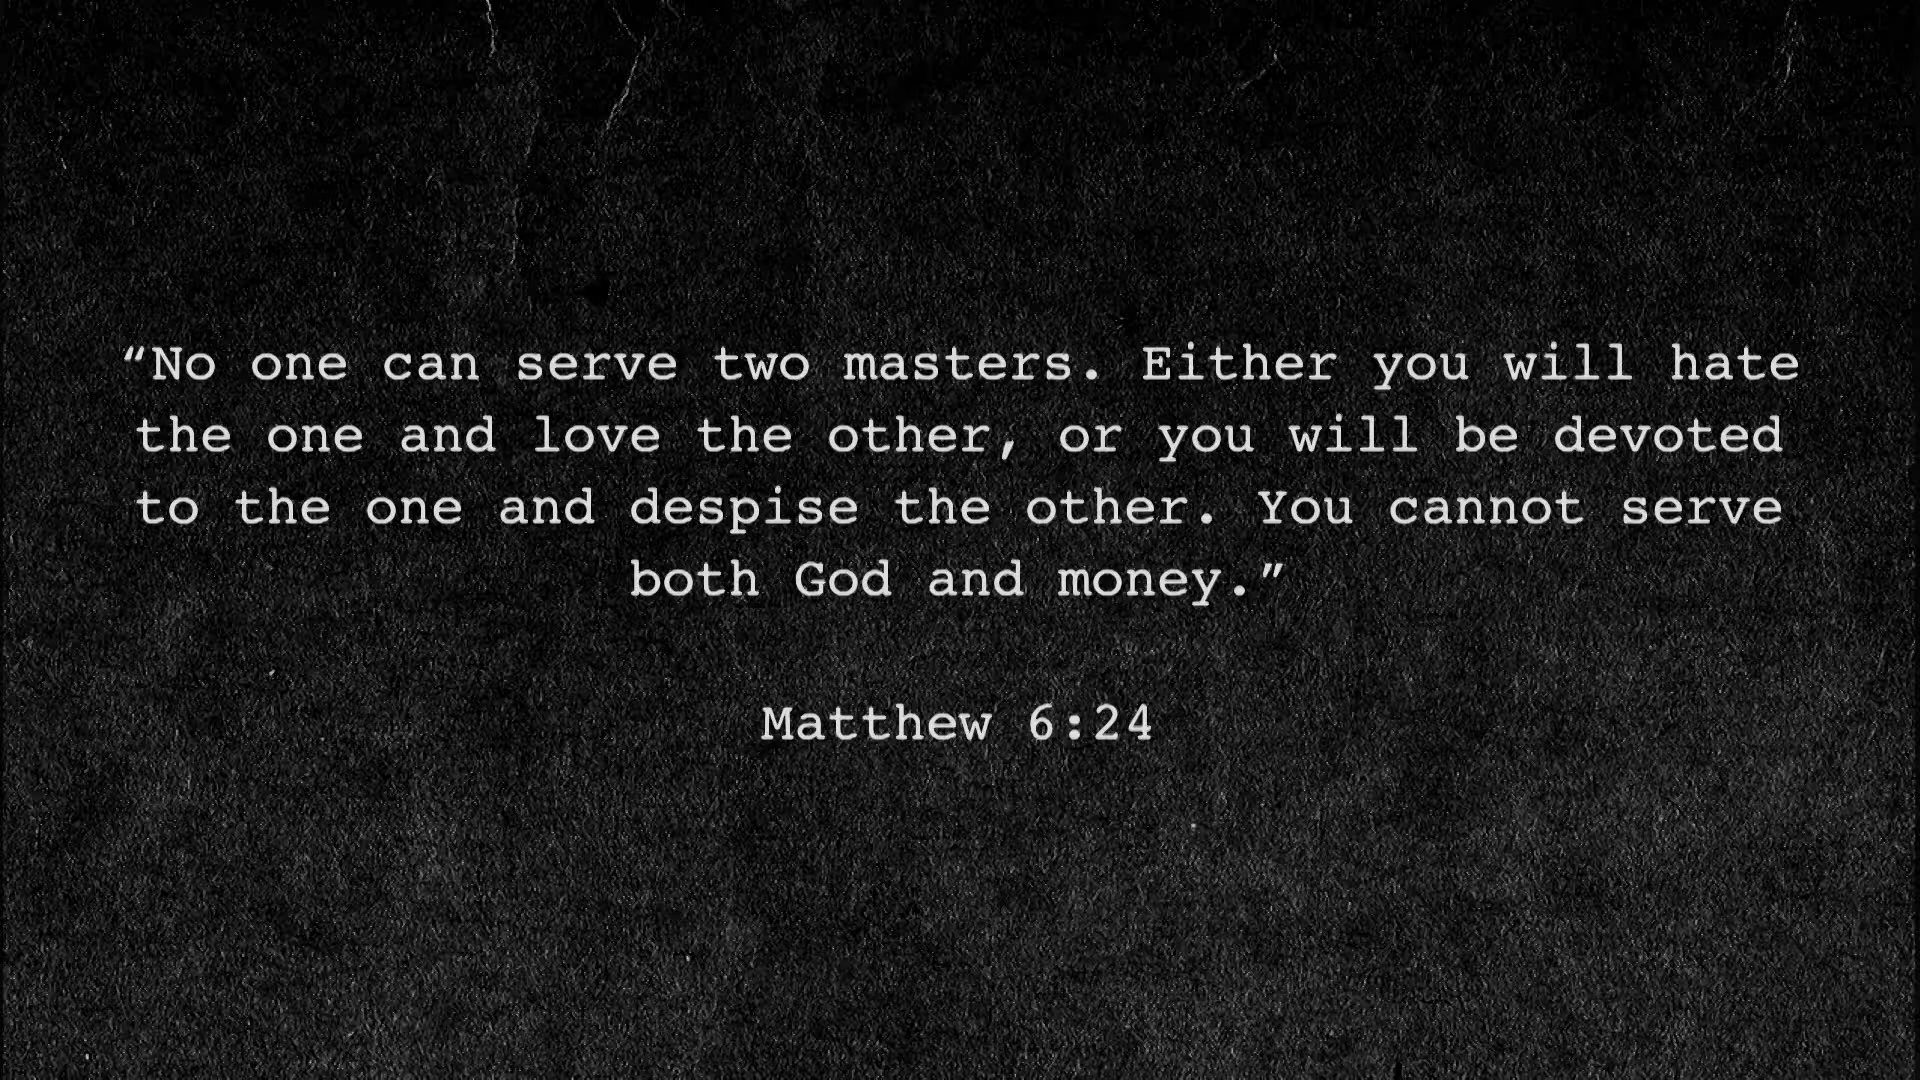 “No one can serve two masters. Either you will hate
the one and love the other, or you will be devoted
to the one and despise the other. You cannot serve
both God and money.”
Matthew 6:24